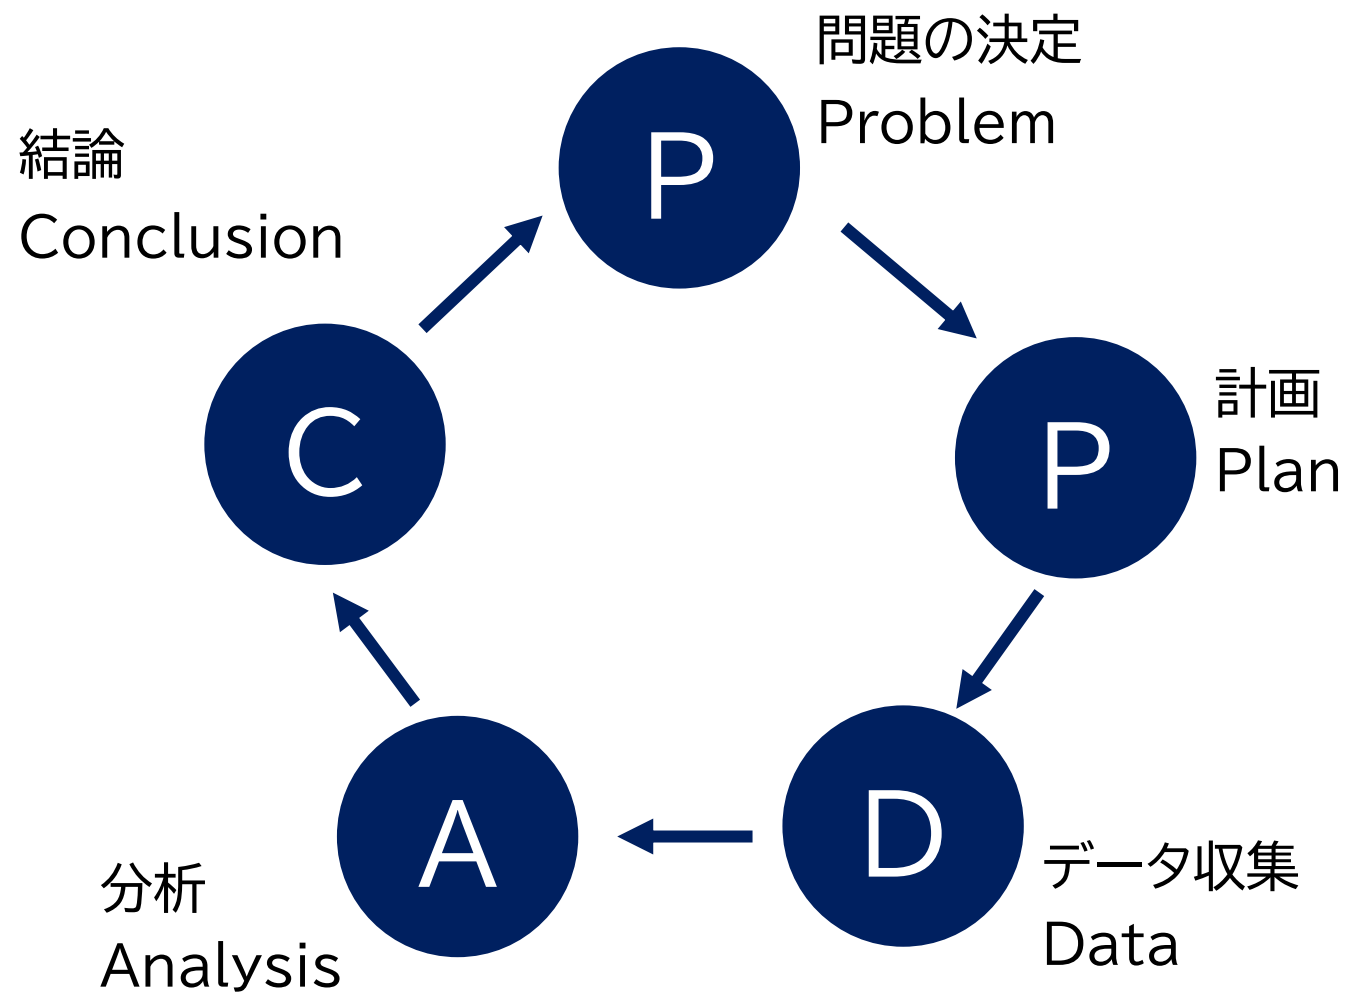 問題の決定
Problem
P
計画
Plan
P
データ収集
Data
D
分析
Analysis
A
結論
Conclusion
C